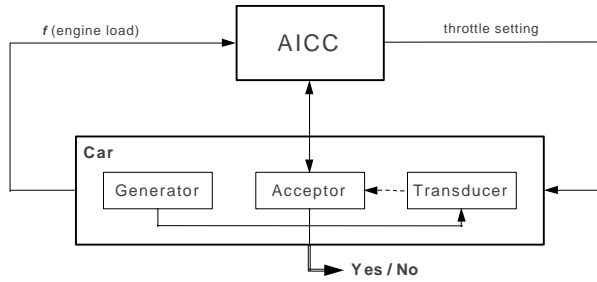 f (engine load)
AICC
throttle setting
Car
Generator
Acceptor
Transducer
Yes / No